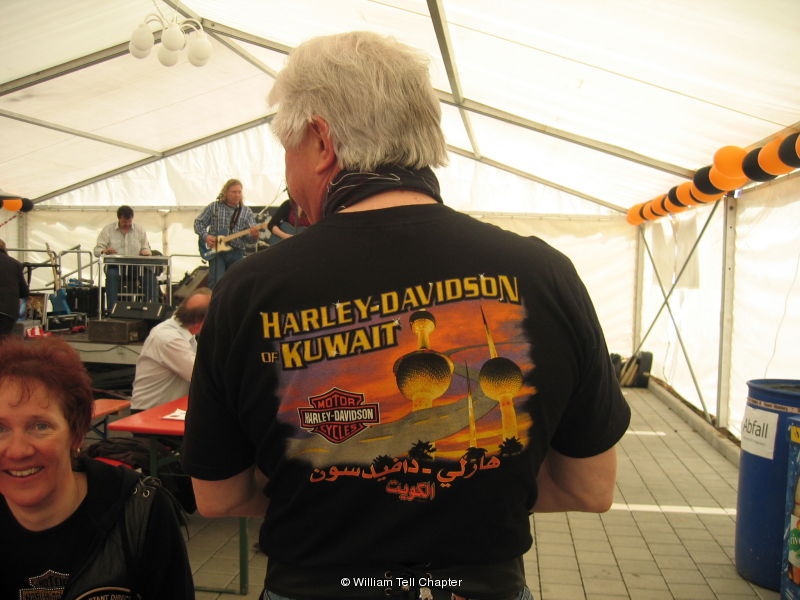 HARLEY-DAVIDSON
OF KUWAIT
MOTOR
HARLEY-DAVIDSON
CYCLES
هارلي - دافيدسون
الكويت
Abfall
© William Tell Chapter